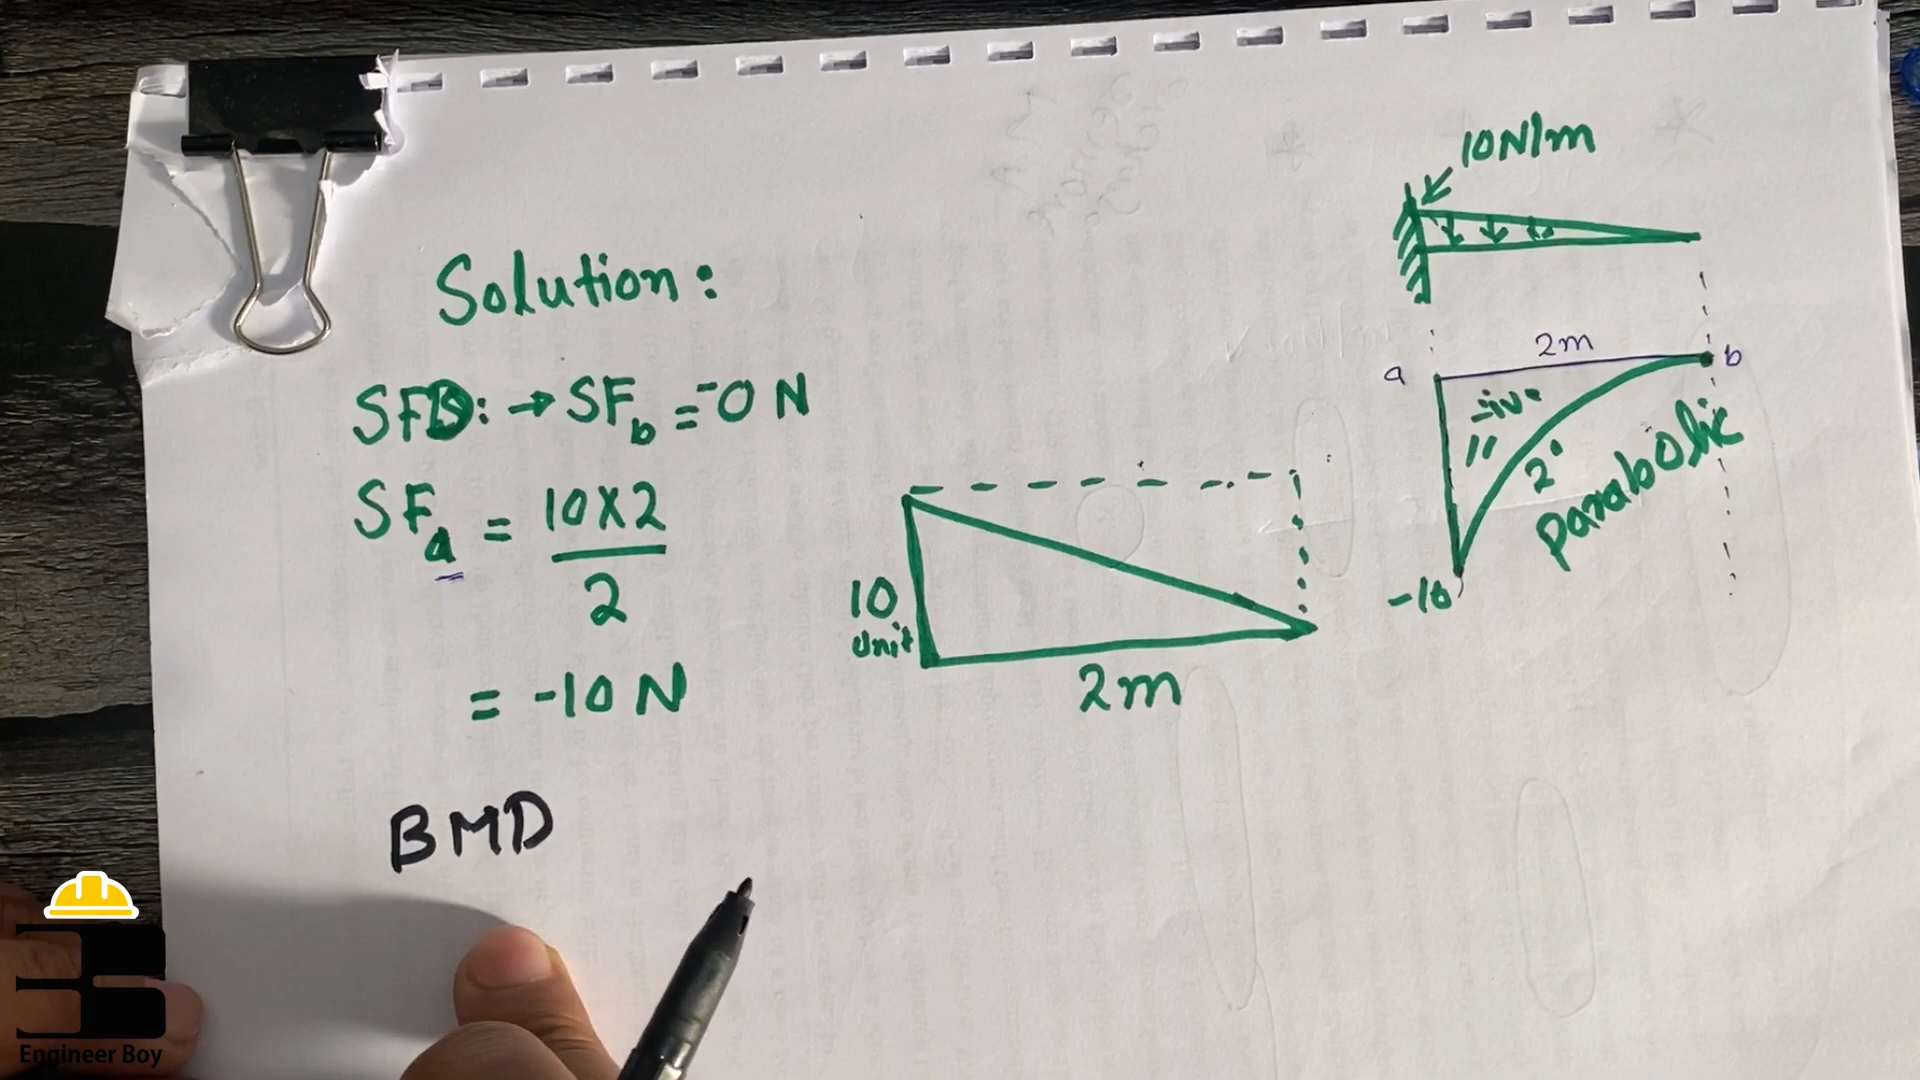 Solution:
SFD: → SFb = -0 N
SFa = 10×2
2
= -10 N
BMD
10
Unit
2m
10N/m
a
2m
b
-ive
2°
Parabolic
-10
Engineer Boy